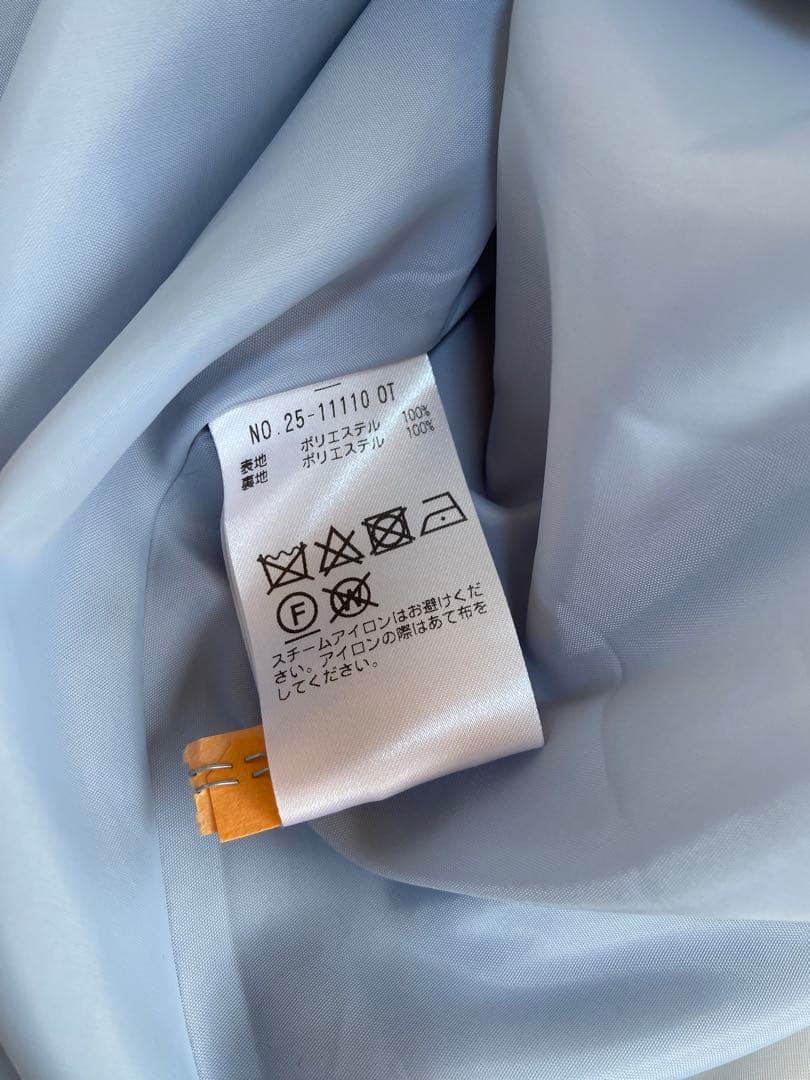 NO.25-11110 OT
表地 ポリエステル 100%
裏地 ポリエステル 100%
F W
スチームアイロンはお避けくだ
さい。アイロンの際はあて布を
してください。